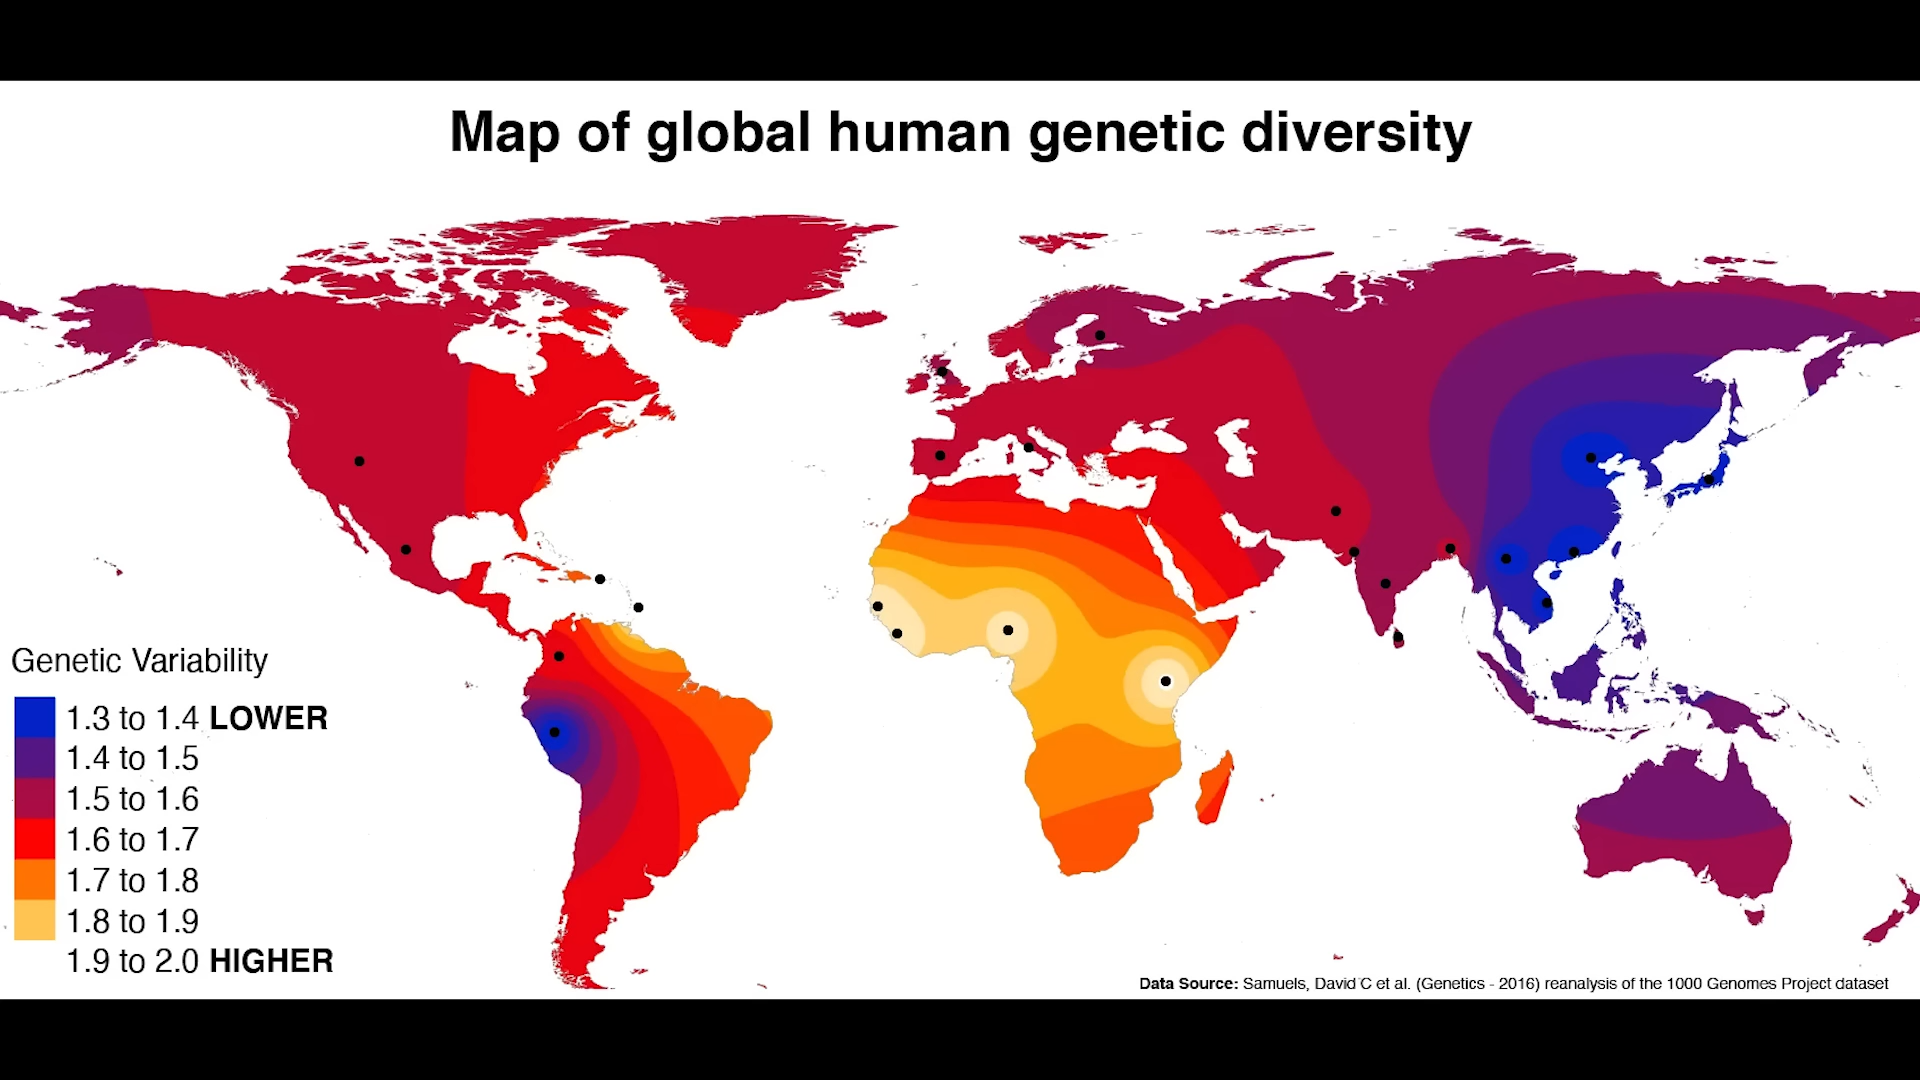 Map of global human genetic diversity
Genetic Variability
1.3 to 1.4 LOWER
1.4 to 1.5
1.5 to 1.6
1.6 to 1.7
1.7 to 1.8
1.8 to 1.9
1.9 to 2.0 HIGHER
Data Source: Samuels, David C et al. (Genetics - 2016) reanalysis of the 1000 Genomes Project dataset